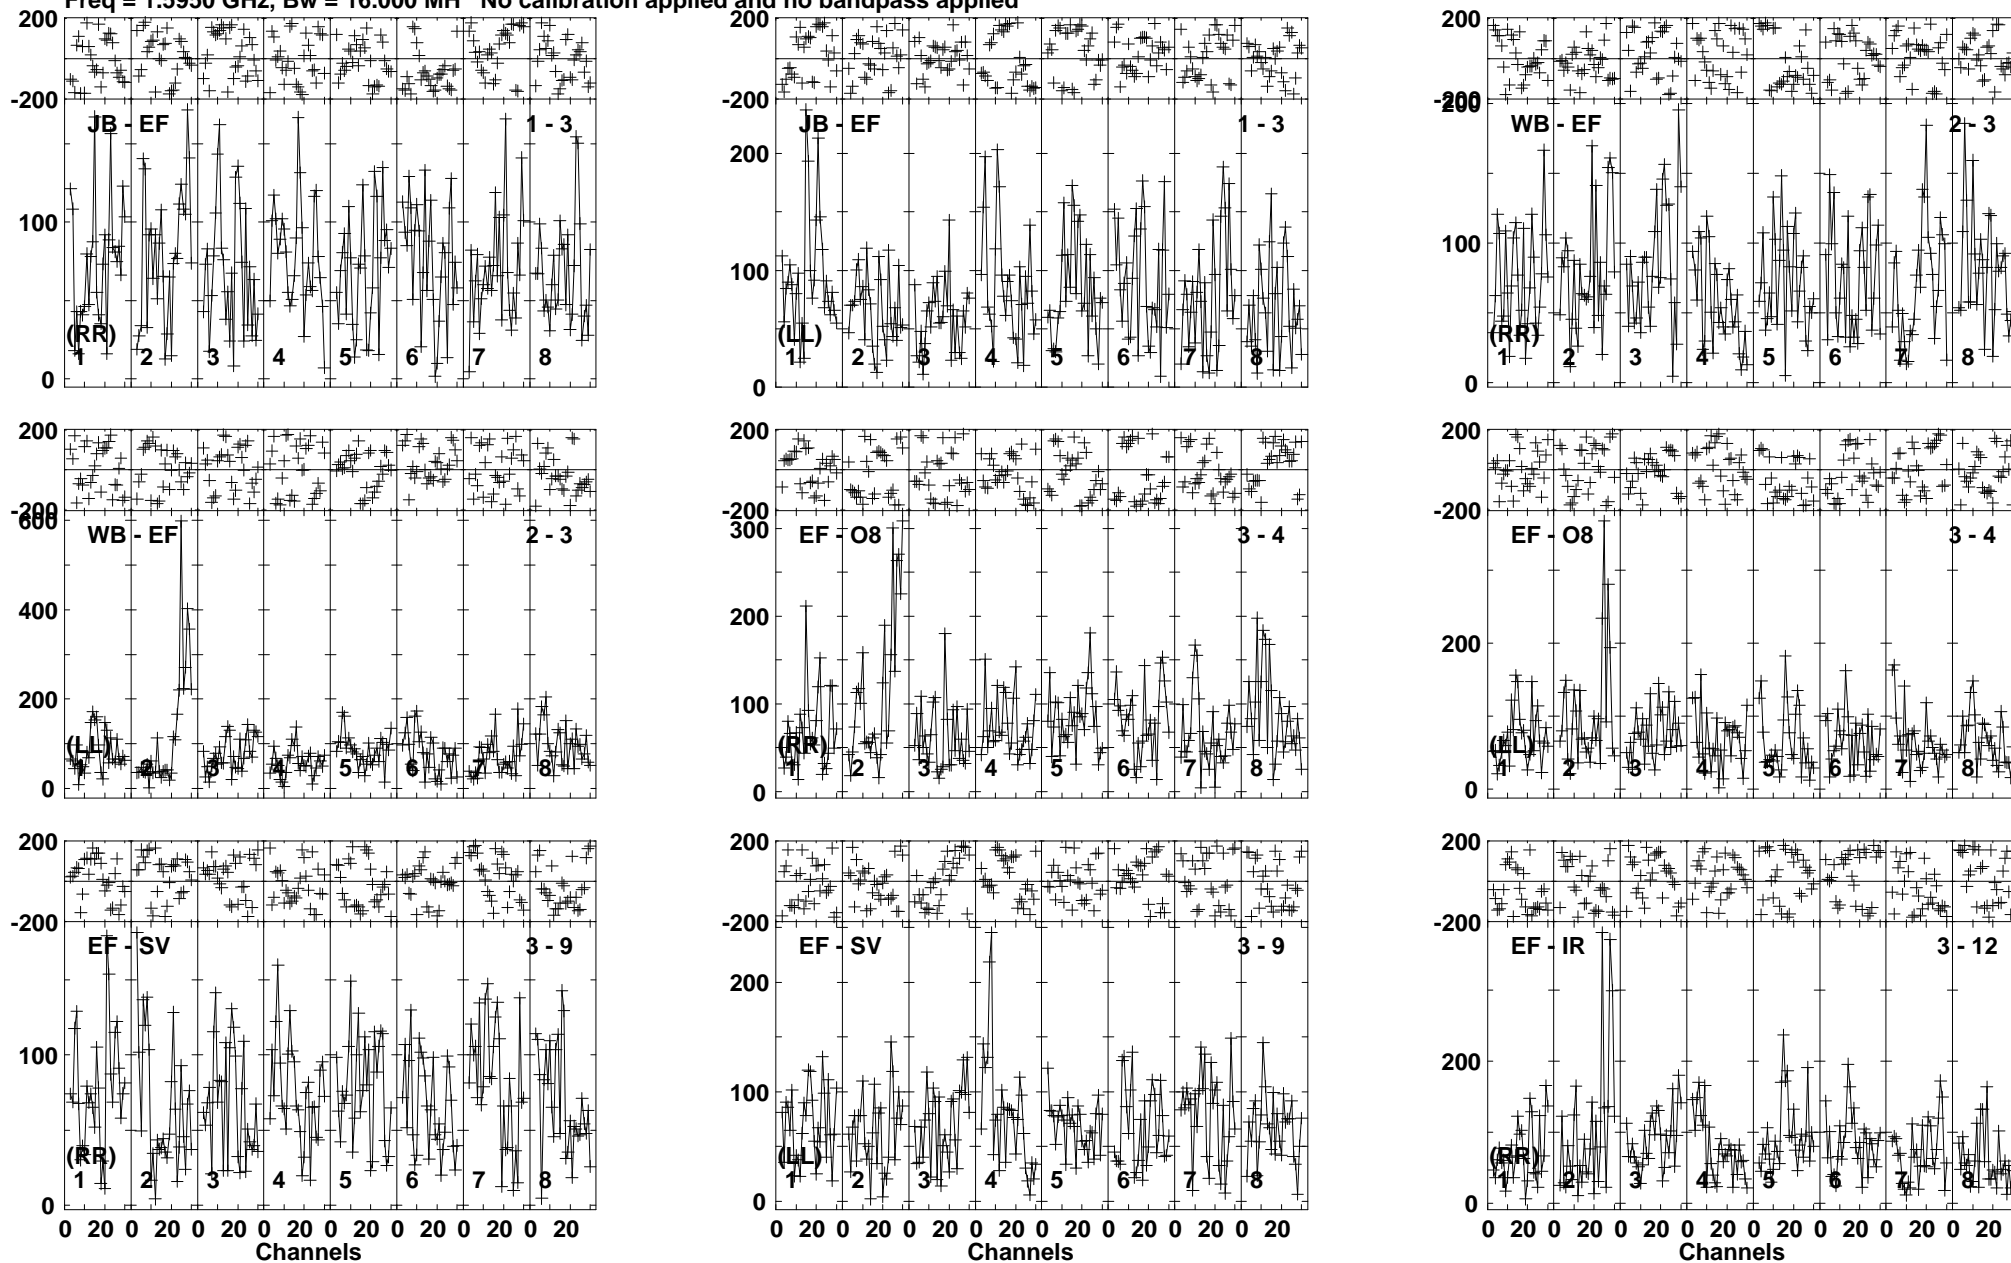 Freq = 1.5950 GHz, Bw = 16.000 MH No calibration applied and no bandpass applied
200 200 200
-200 -200 -200
JB - EF 1 - 3 JB - EF 1 - 3 WB - EF 2 - 3
200 200
100 100 100
(RR) (LL) (RR)
1 2 3 4 5 6 7 8 1 2 3 4 5 6 7 8 1 2 3 4 5 6 7 8
0 0 0
200 200 200
-200 -200 -200
WB - EF 2 - 3 EF - O8 3 - 4 EF - O8 3 - 4
600 300
400 200 200
200 100
(LL) (RR) (LL)
1 2 3 4 5 6 7 8 1 2 3 4 5 6 7 8 1 2 3 4 5 6 7 8
0 0 0
200 200 200
-200 -200 -200
EF - SV 3 - 9 EF - SV 3 - 9 EF - IR 3 - 12
100 200 200
100
(RR) (LL) (RR)
1 2 3 4 5 6 7 8 1 2 3 4 5 6 7 8 1 2 3 4 5 6 7 8
0 0 0
0 20 0 20 0 20 0 20 0 20 0 20 0 20 0 20 0 20 0 20 0 20 0 20 0 20 0 20 0 20 0 20 0 20 0 20 0 20 0 20 0 20 0 20 0 20 0 20
Channels Channels Channels